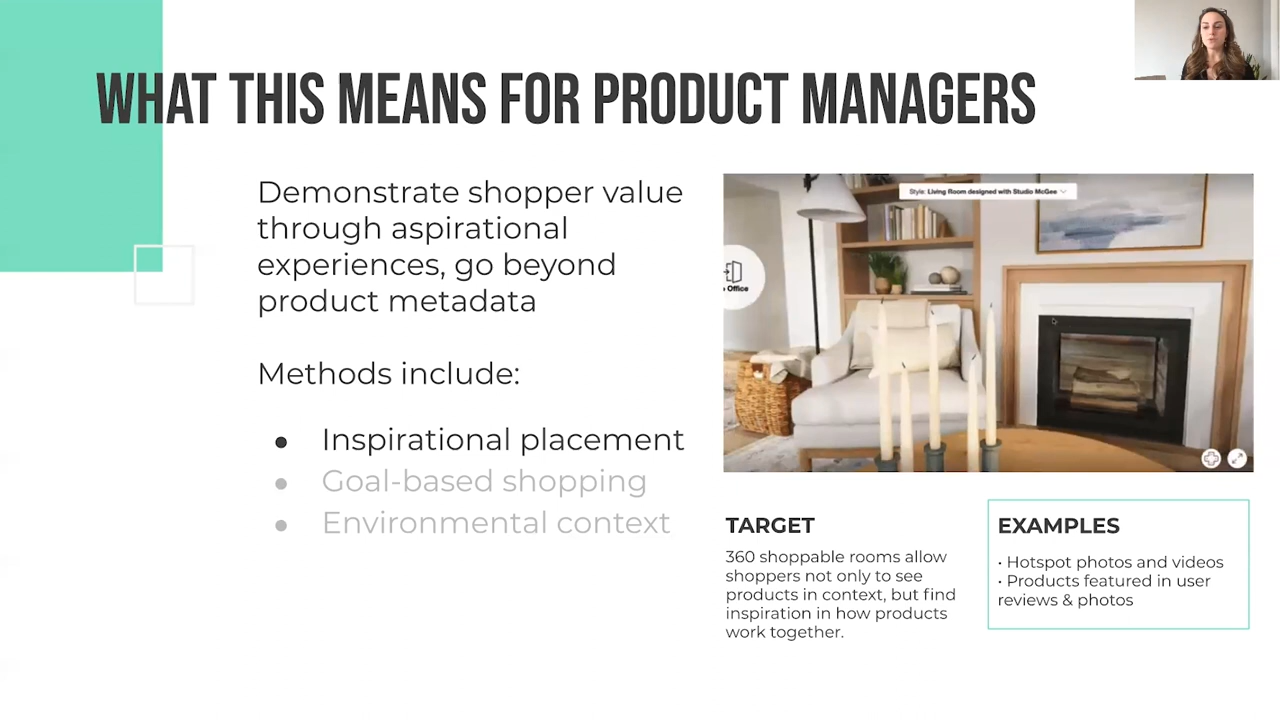 WHAT THIS MEANS FOR PRODUCT MANAGERS
Demonstrate shopper value
through aspirational
experiences, go beyond
product metadata
Methods include:
• Inspirational placement
• Goal-based shopping
• Environmental context
Style: Living Room designed with Studio McGee
Office
TARGET
360 shoppable rooms allow
shoppers not only to see
products in context, but find
inspiration in how products
work together.
EXAMPLES
• Hotspot photos and videos
• Products featured in user
reviews & photos